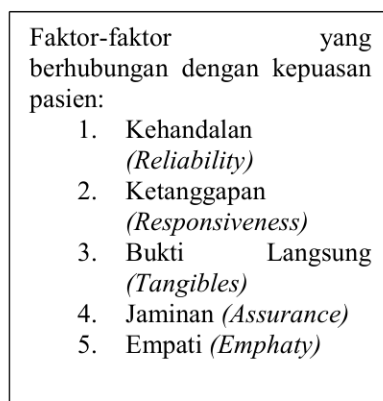 Faktor-faktor yang
berhubungan dengan kepuasan
pasien:
1. Kehandalan
(Reliability)
2. Ketanggapan
(Responsiveness)
3. Bukti Langsung
(Tangibles)
4. Jaminan (Assurance)
5. Empati (Emphaty)